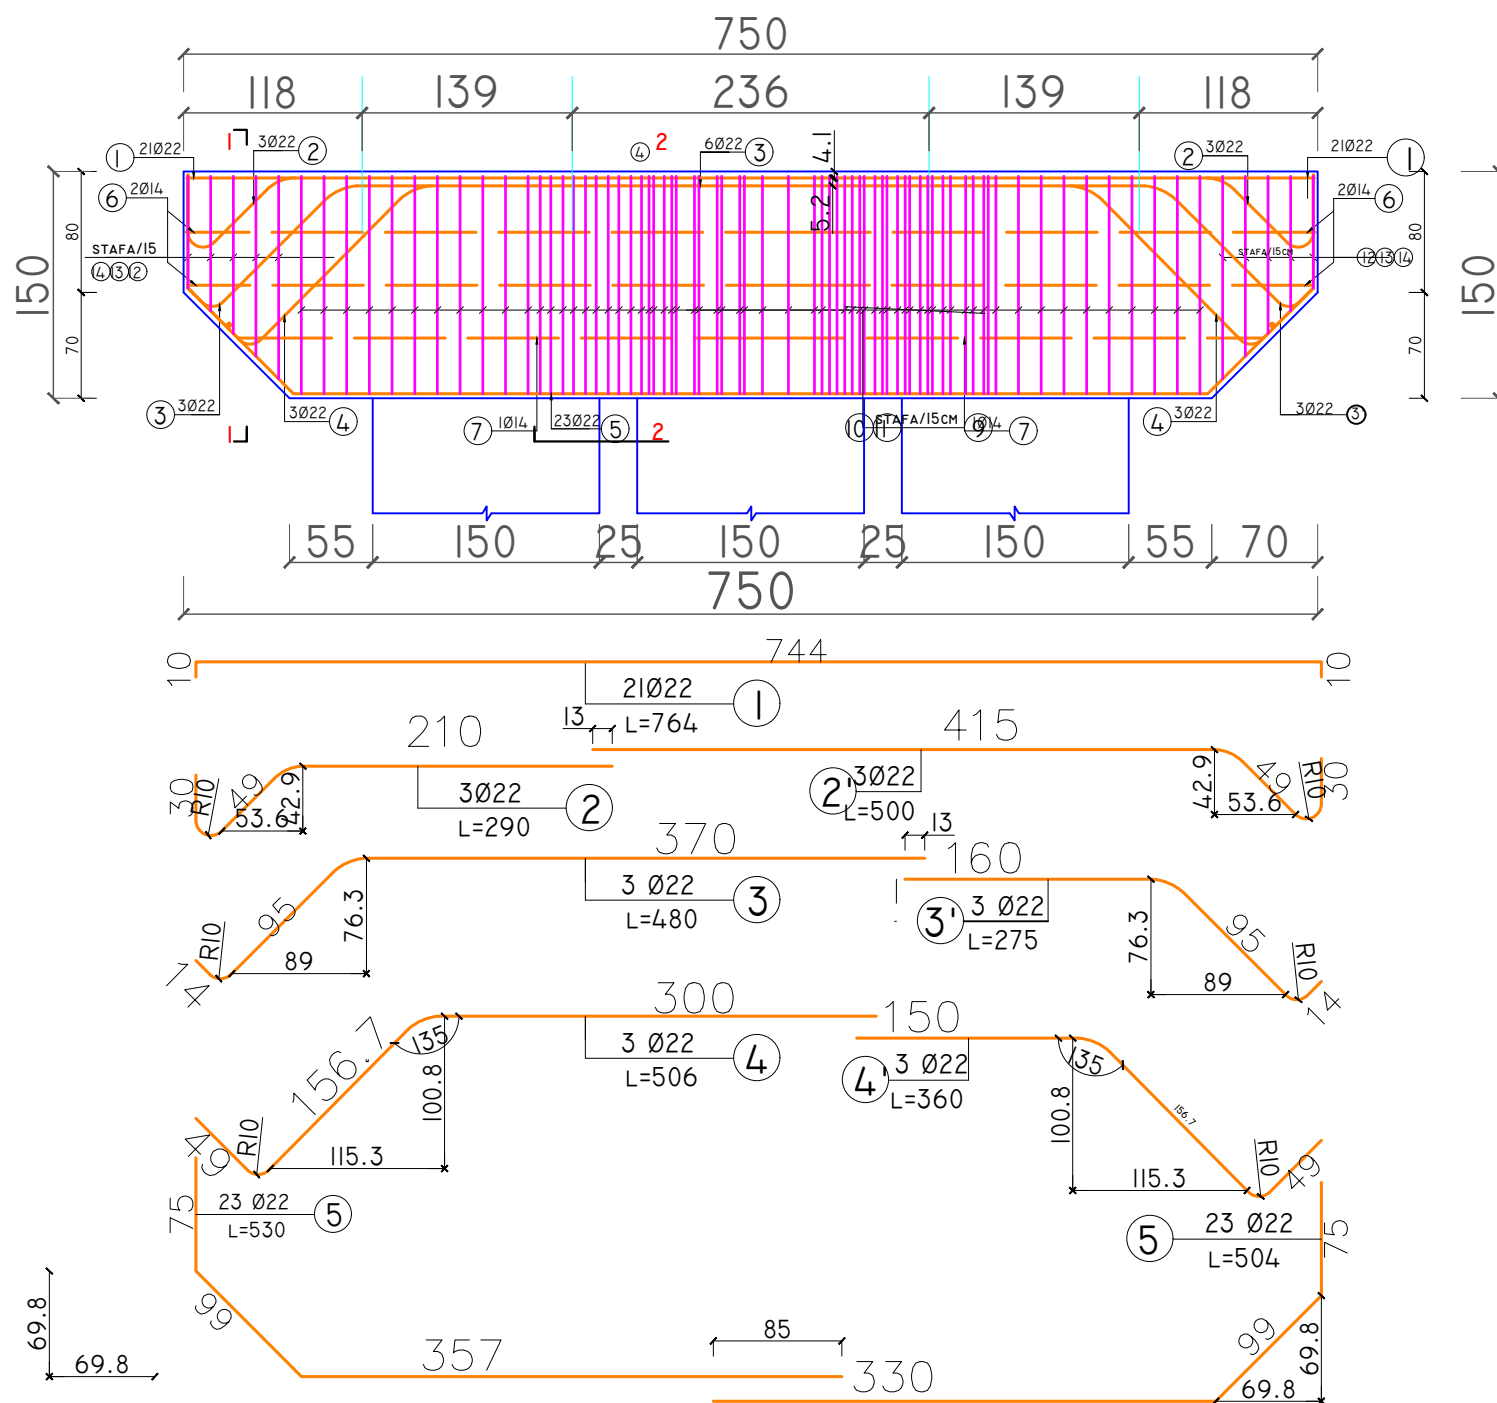 750
118 139 236 139 118
1 2 2
1 21Ø22 3Ø22 2 4 6Ø22 3 4.1 2 3Ø22 21Ø22 1
6 2Ø14 5.2 2Ø14 6
150 80 STAFA/15 STAFA/15CM 80 150
14 13 12 12 13 14
70 70
3 3Ø22 3Ø22 4 7 1Ø14 23Ø22 5 10 11 STAFA/15CM 9 1Ø14 7 4 3Ø22 3Ø22 3
1 2
55 150 25 150 25 150 55 70
750
10 744 10
21Ø22 1
L=764
210 13 415
30 R10 49 53.6 42.9 3Ø22 2 2' 3Ø22 42.9 53.6 49 R10 30
L=290 L=500
370 13 160
R10 95 76.3 3 Ø22 3 3' 3 Ø22 76.3 95 R10
L=480 L=275
14 89 89 14
300 150
156.7 135 3 Ø22 4 4' 3 Ø22 135 156.7
L=506 L=360
49 R10 100.8 115.3 100.8 115.3 R10 49
75 23 Ø22 5 5 23 Ø22 75
L=530 L=504
69.8 99 85 99 69.8
69.8 357 330 69.8